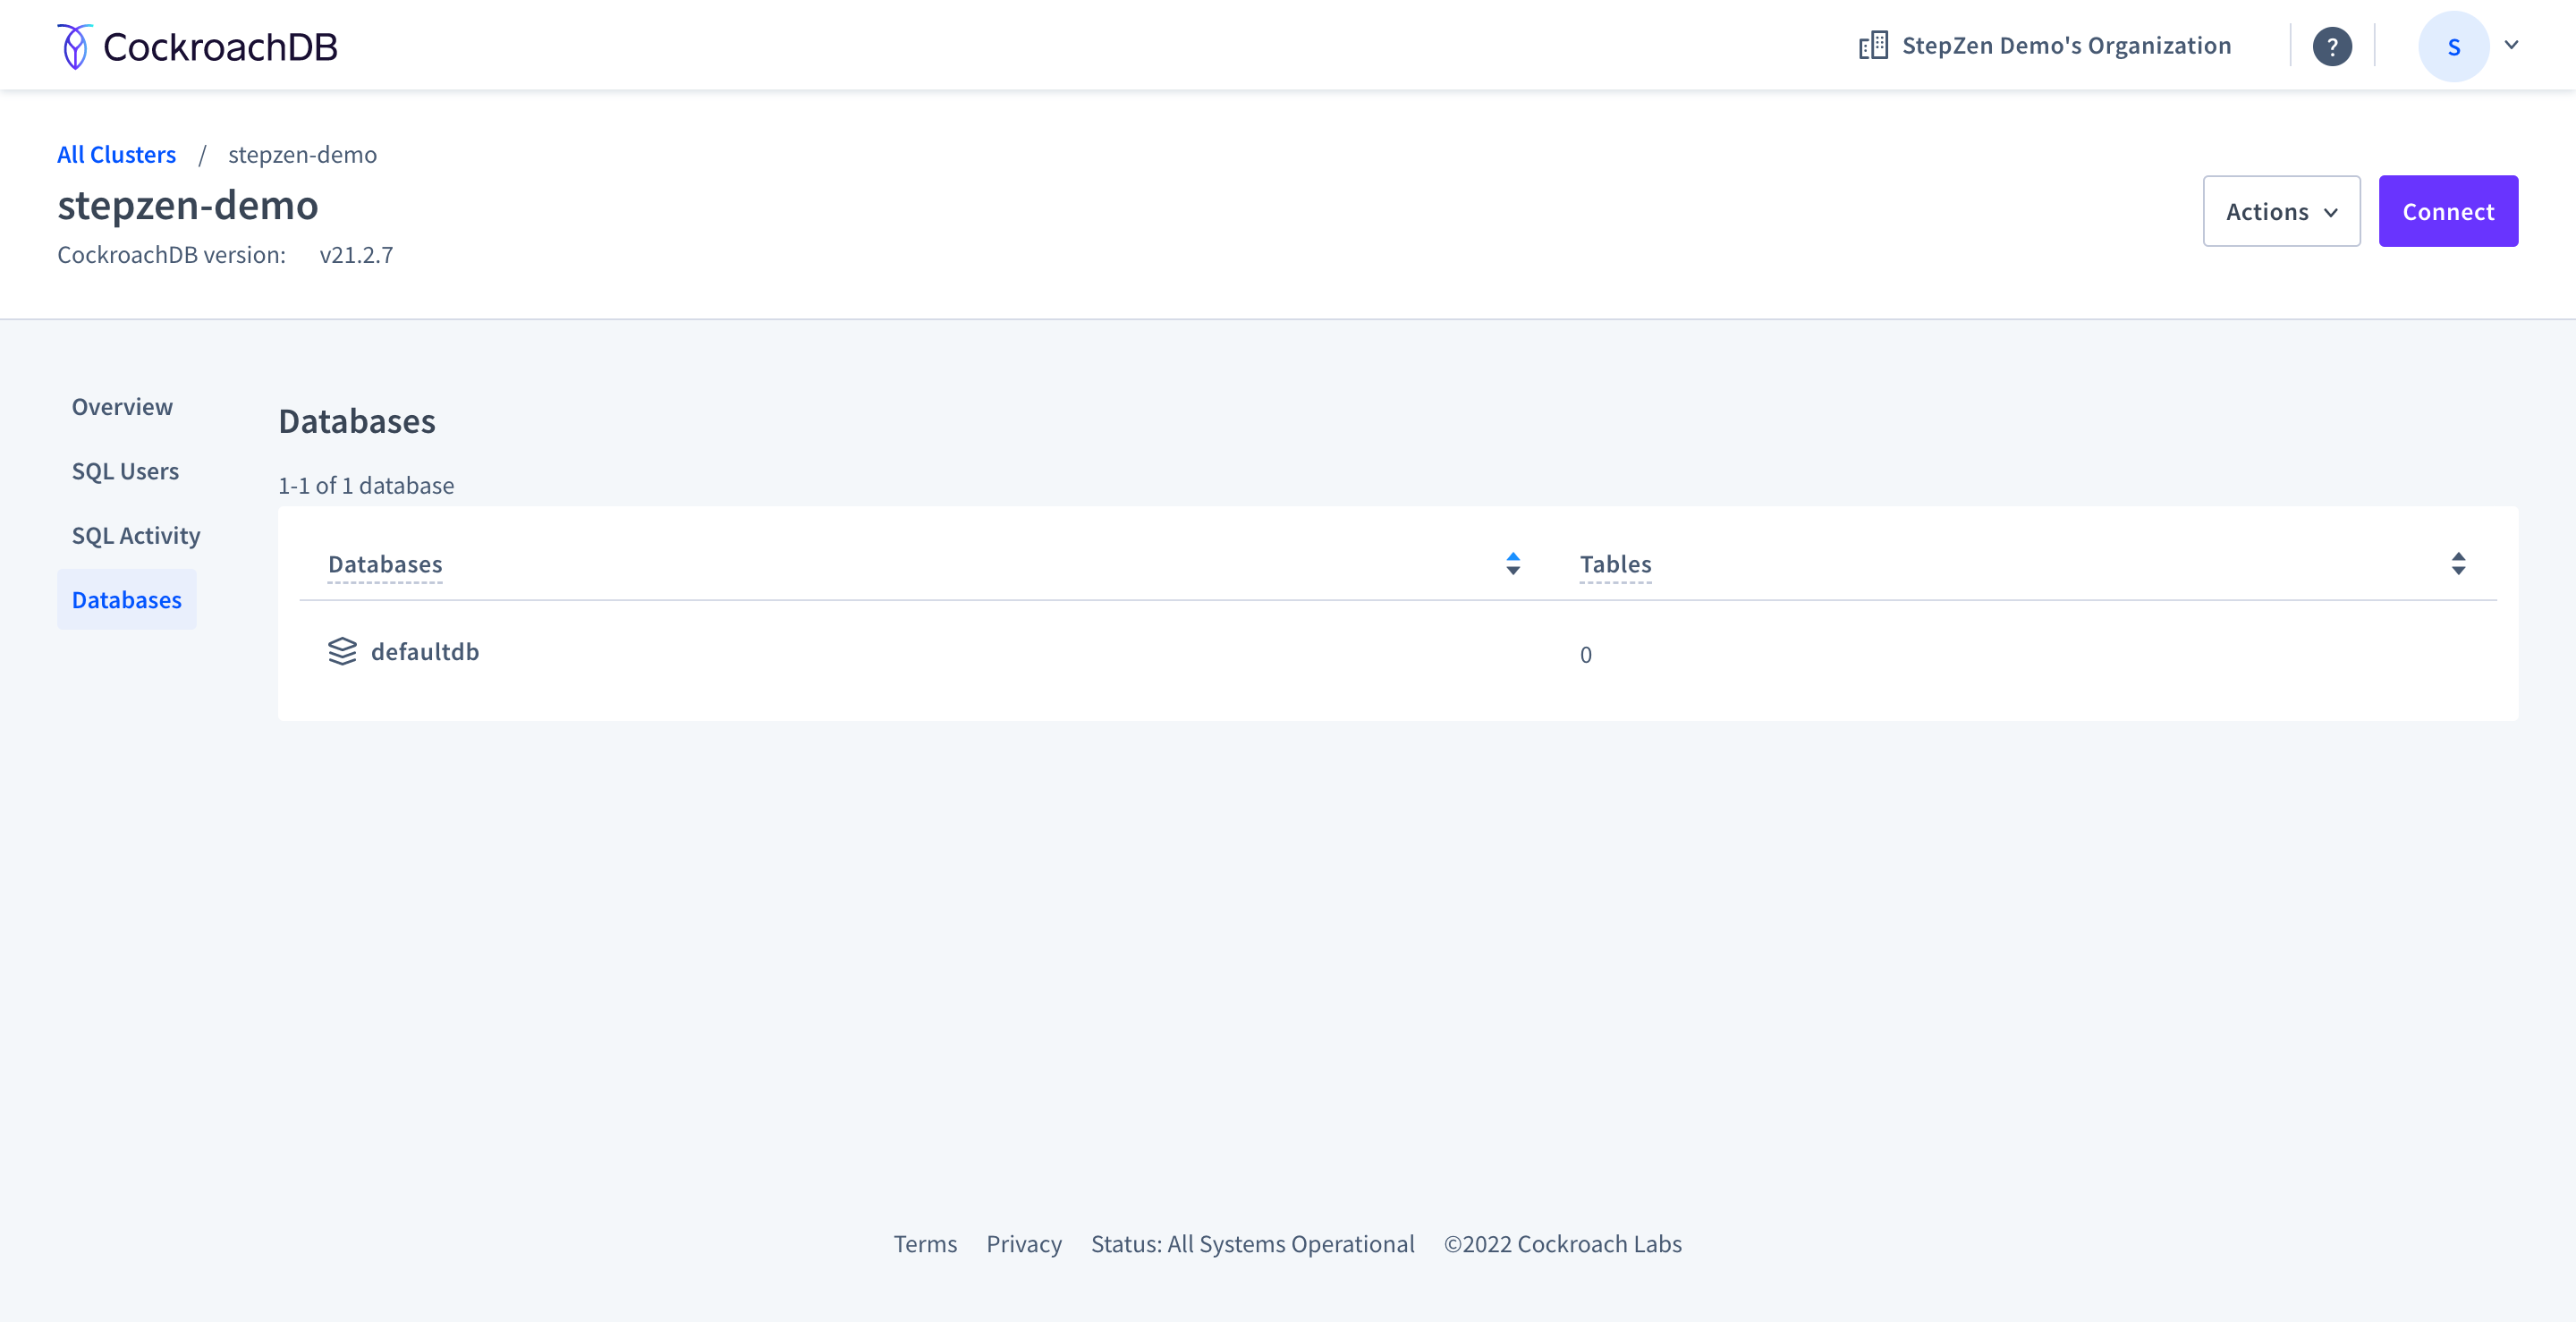 CockroachDB
StepZen Demo's Organization
?
S
All Clusters / stepzen-demo
stepzen-demo
CockroachDB version: v21.2.7
Actions
Connect
Overview
SQL Users
SQL Activity
Databases
Databases
1-1 of 1 database
Databases
Tables
defaultdb
0
Terms Privacy Status: All Systems Operational ©2022 Cockroach Labs